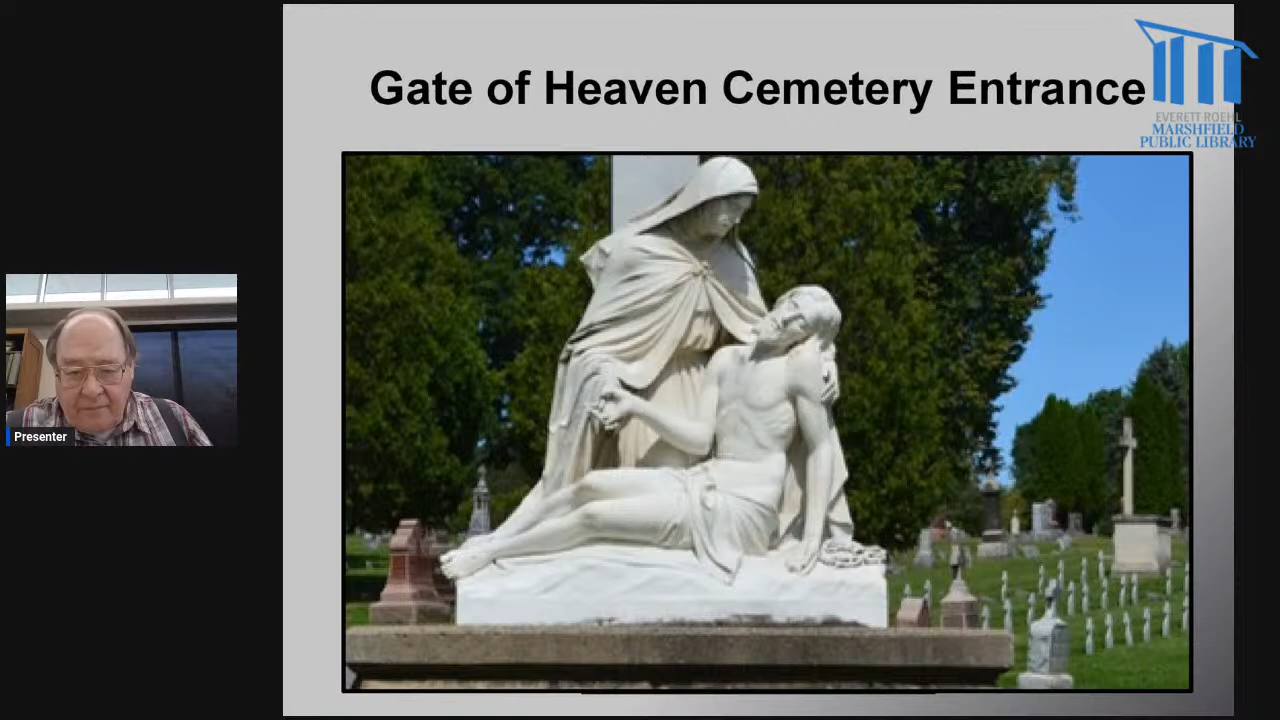 Gate of Heaven Cemetery Entrance
EVERETT ROEHL
MARSHFIELD
PUBLIC LIBRARY
Presenter